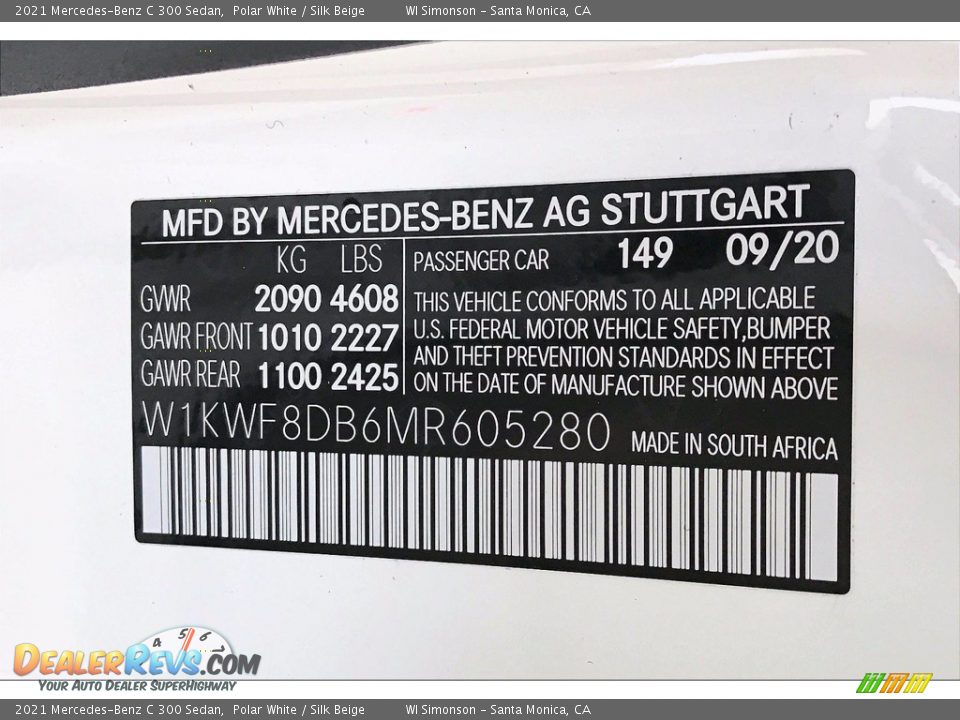 2021 Mercedes-Benz C 300 Sedan, Polar White / Silk Beige WI Simonson - Santa Monica, CA
MFD BY MERCEDES-BENZ AG STUTTGART
KG LBS PASSENGER CAR 149 09/20
GVWR 2090 4608
GAWR FRONT 1010 2227
GAWR REAR 1100 2425
THIS VEHICLE CONFORMS TO ALL APPLICABLE
U.S. FEDERAL MOTOR VEHICLE SAFETY,BUMPER
AND THEFT PREVENTION STANDARDS IN EFFECT
ON THE DATE OF MANUFACTURE SHOWN ABOVE
W1KWF8DB6MR605280 MADE IN SOUTH AFRICA
4 5 6 7
DEALERREVS.COM
YOUR AUTO DEALER SUPERHIGHWAY
2021 Mercedes-Benz C 300 Sedan, Polar White / Silk Beige WI Simonson - Santa Monica, CA